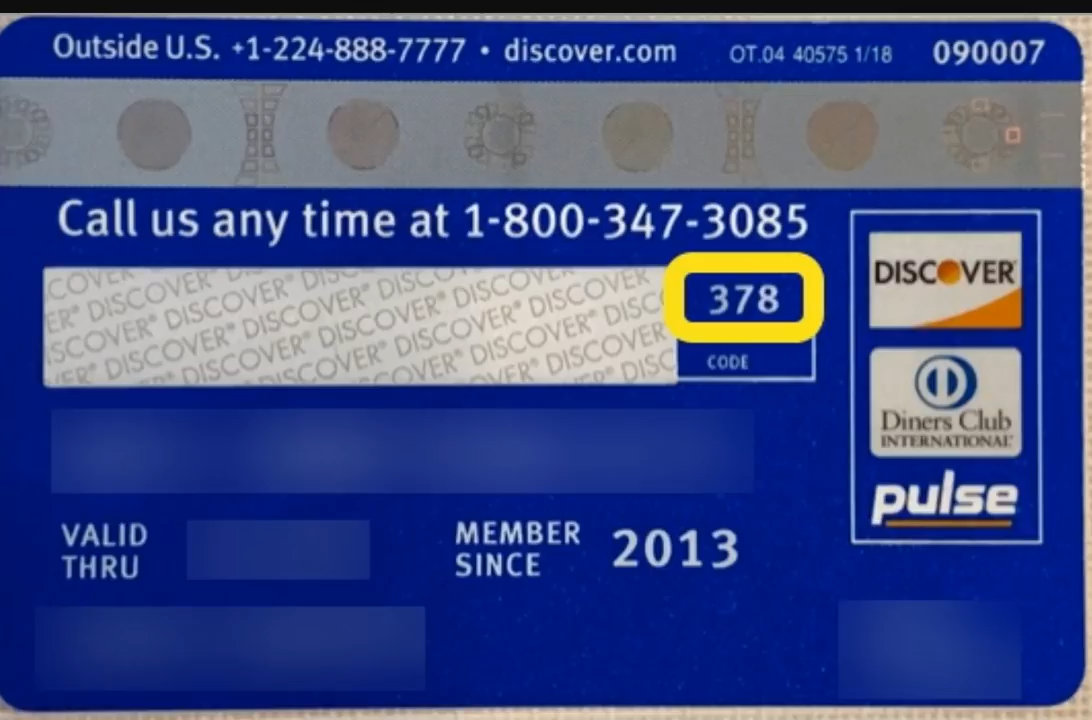 Outside U.S. +1-224-888-7777 • discover.com OT.04 40575 1/18 090007
Call us any time at 1-800-347-3085
DISCOVER® DISCOVER® DISCOVER® DISCOVER®
378
CODE
DISCOVER®
Diners Club
INTERNATIONAL®
pulse
VALID
THRU
MEMBER
SINCE 2013